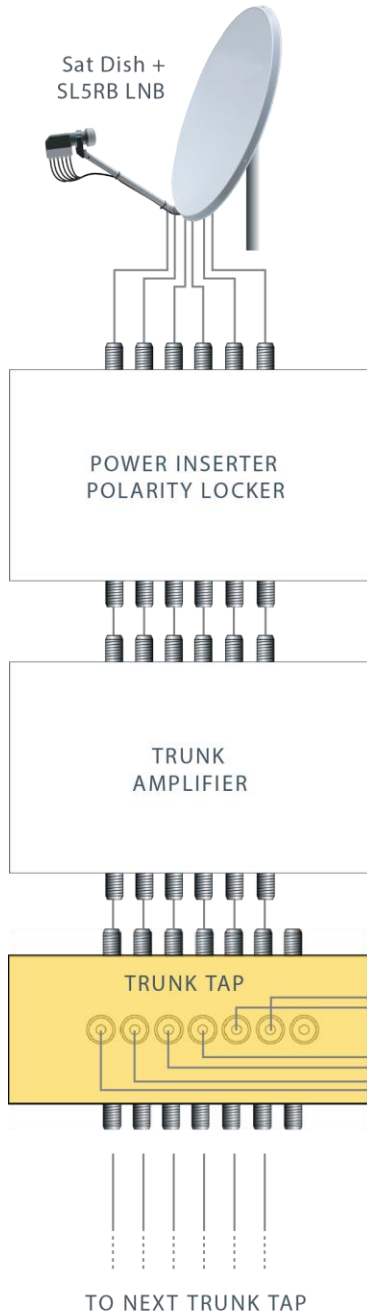 Sat Dish +
SL5RB LNB
POWER INSERTER
POLARITY LOCKER
TRUNK
AMPLIFIER
TRUNK TAP
TO NEXT TRUNK TAP